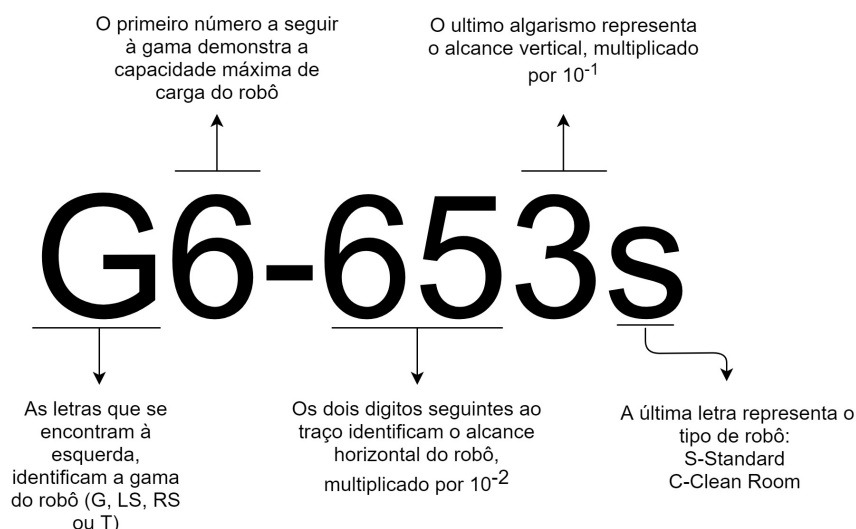 O primeiro número a seguir
à gama demonstra a
capacidade máxima de
carga do robô
O ultimo algarismo representa
o alcance vertical, multiplicado
por 10⁻¹
G6-653s
As letras que se
encontram à
esquerda,
identificam a gama
do robô (G, LS, RS
ou T)
Os dois digitos seguintes ao
traço identificam o alcance
horizontal do robô,
multiplicado por 10⁻²
A última letra representa o
tipo de robô:
S-Standard
C-Clean Room